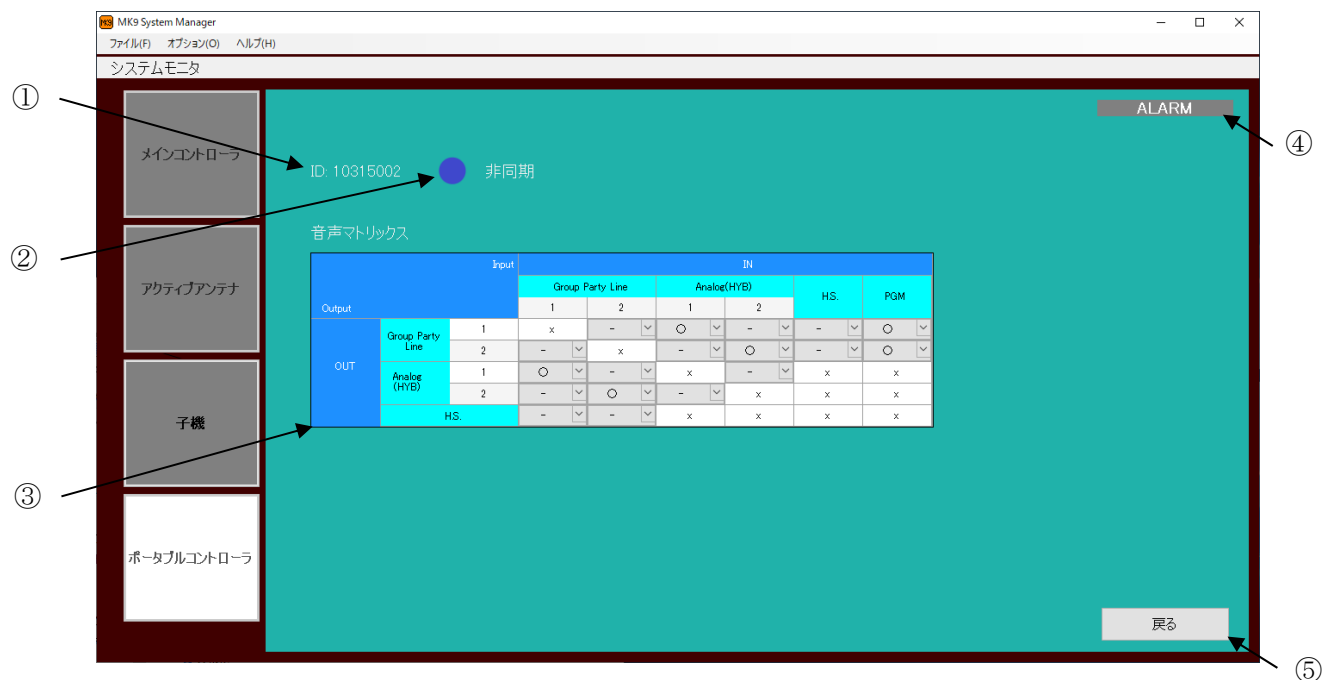 MK9 MK9 System Manager
ファイル(F) オプション(O) ヘルプ(H)
システムモニタ
①
ALARM
④
メインコントローラ
ID: 10315002 非同期
②
音声マトリックス
アクティブアンテナ
Input IN
Group Party Line Analog(HYB) H.S. PGM
Output 1 2 1 2
OUT Group Party Line 1 x - ○ - - ○
2 - x - ○ - ○
Analog (HYB) 1 ○ - x - x x
2 - ○ - x x x
H.S. - - x x x x
子機
③
ポータブルコントローラ
戻る
⑤